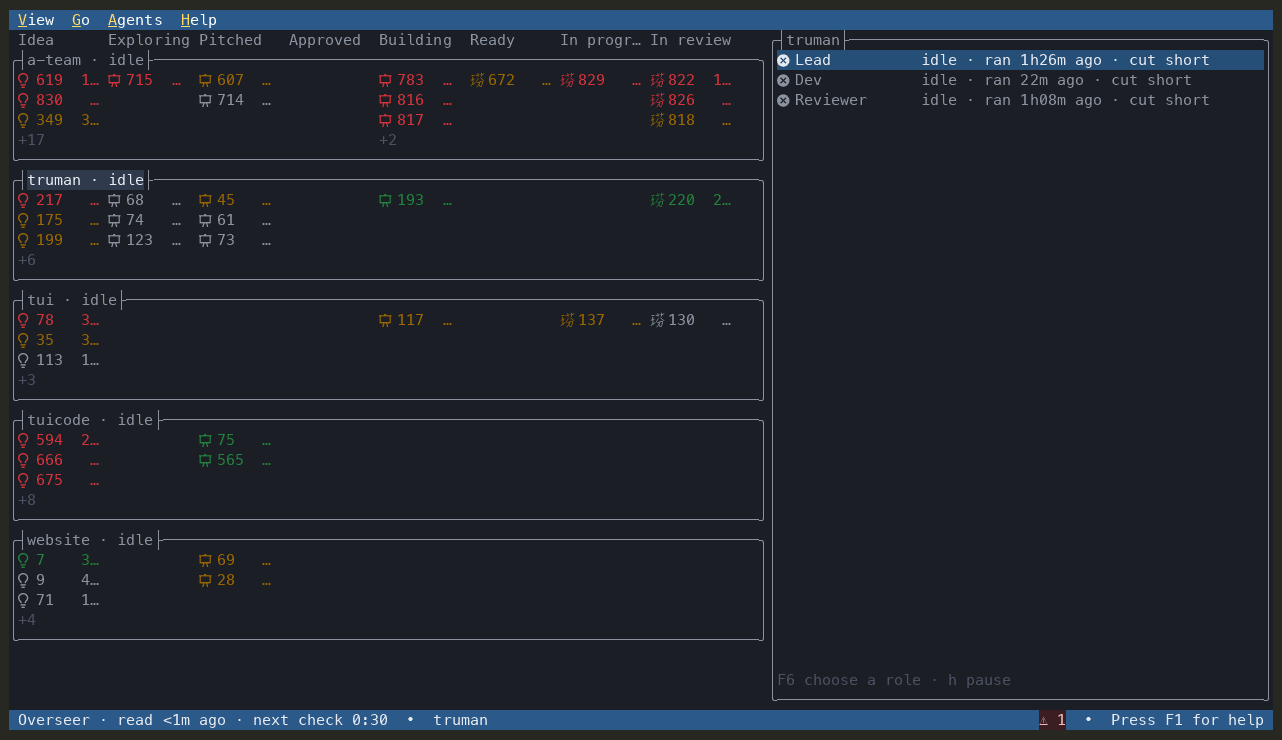 View  Go  Agents  Help
Idea  Exploring  Pitched  Approved  Building  Ready  In progr…  In review
a-team · idle
619 1…  715 …  607 …  783 …  672 …  829 …  822 1…
830 …  714 …  816 …  826 …
349 3…  817 …  818 …
+17  +2
truman · idle
217 …  68 …  45 …  193 …  220 2…
175 …  74 …  61 …
199 …  123 …  73 …
+6
tui · idle
78 3…  117 …  137 …  130 …
35 3…
113 1…
+3
tuicode · idle
594 2…  75 …
666 …  565 …
675 …
+8
website · idle
7 3…  69 …
9 4…  28 …
71 1…
+4
truman
Lead  idle · ran 1h26m ago · cut short
Dev  idle · ran 22m ago · cut short
Reviewer  idle · ran 1h08m ago · cut short
F6 choose a role · h pause
Overseer · read <1m ago · next check 0:30  •  truman  ⚠ 1  •  Press F1 for help